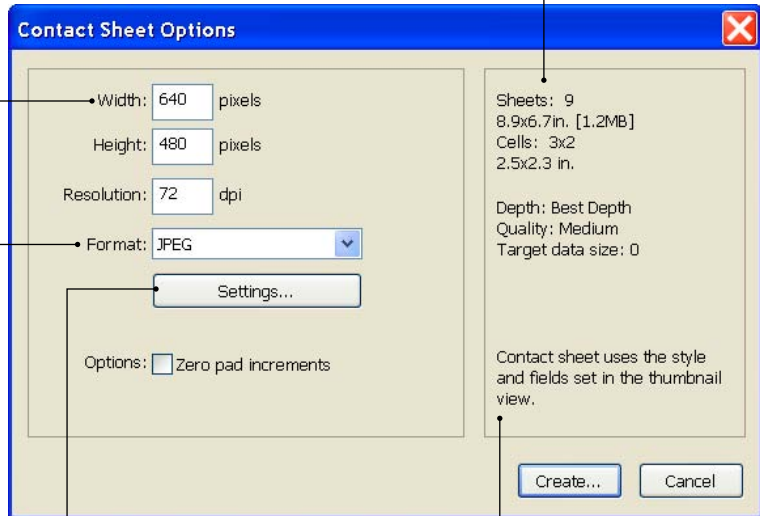 Contact Sheet Options
Width: 640 pixels
Height: 480 pixels
Resolution: 72 dpi
Format: JPEG
Settings...
Options: Zero pad increments
Sheets: 9
8.9x6.7in. [1.2MB]
Cells: 3x2
2.5x2.3 in.
Depth: Best Depth
Quality: Medium
Target data size: 0
Contact sheet uses the style
and fields set in the thumbnail
view.
Create... Cancel